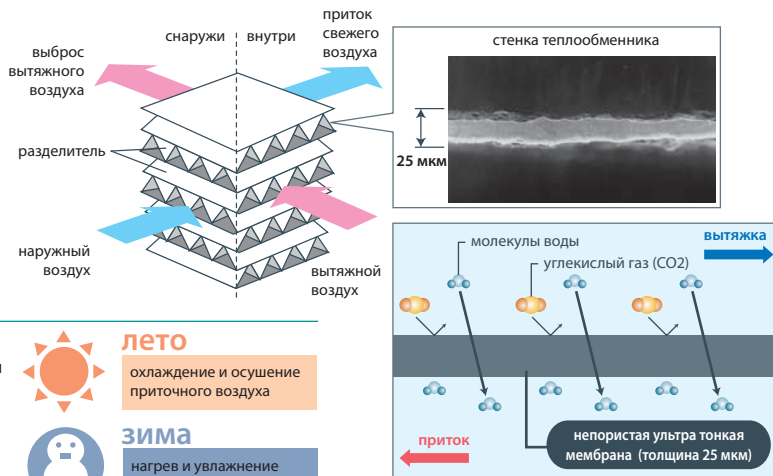 снаружи
внутри
приток
свежего
воздуха
выброс
вытяжного
воздуха
разделитель
наружный
воздух
вытяжной
воздух
стенка теплообменника
25 мкм
молекулы воды
углекислый газ (CO2)
вытяжка
приток
непористая ультра тонкая
мембрана (толщина 25 мкм)
лето
охлаждение и осушение
приточного воздуха
зима
нагрев и увлажнение